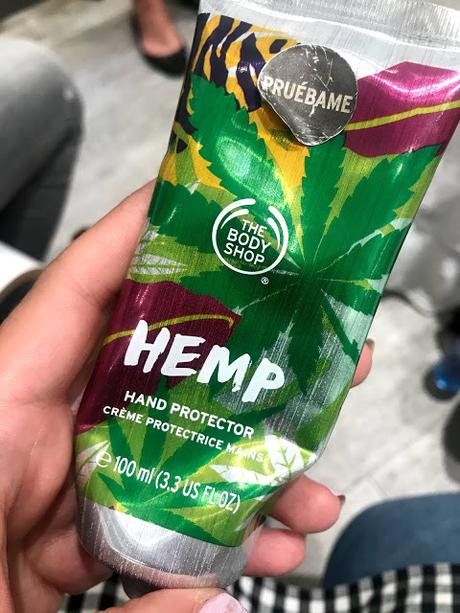 PRUÉBAME
THE
BODY
SHOP
®
HEMP
HAND PROTECTOR
CRÈME PROTECTRICE MAINS
℮ 100 ml (3.3 US FL OZ)